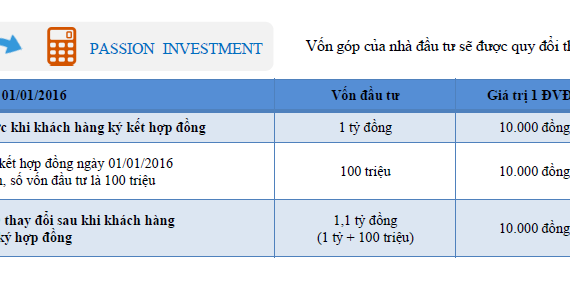 PASSION INVESTMENT
Vốn góp của nhà đầu tư sẽ được quy đổi
01/01/2016 Vốn đầu tư Giá trị 1
khi khách hàng ký kết hợp đồng 1 tỷ đồng 10.000 đồng
kết hợp đồng ngày 01/01/2016
số vốn đầu tư là 100 triệu
100 triệu 10.000 đồng
thay đổi sau khi khách hàng
ký hợp đồng
1,1 tỷ đồng
(1 tỷ + 100 triệu)
10.000 đồng